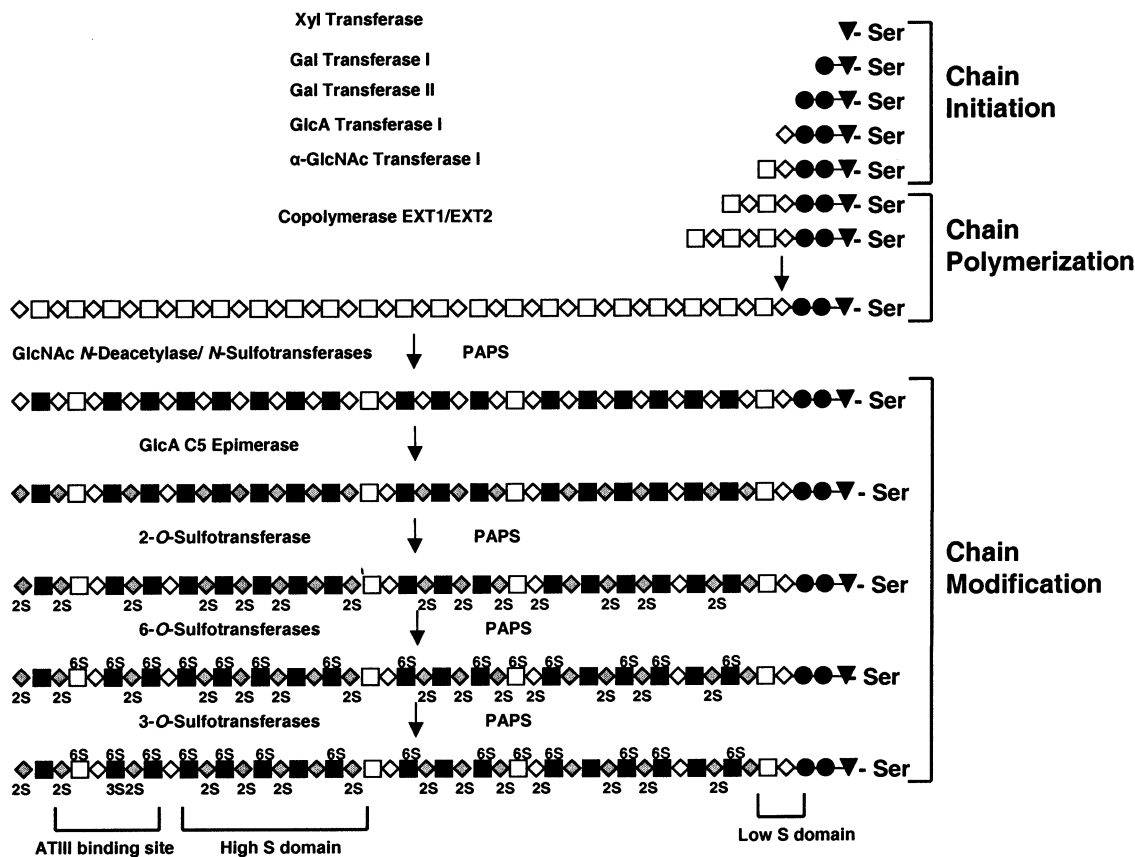 Xyl Transferase
- Ser
Gal Transferase I
- Ser
Gal Transferase II
- Ser
Chain
Initiation
GlcA Transferase I
- Ser
α-GlcNAc Transferase I
- Ser
Copolymerase EXT1/EXT2
- Ser
- Ser
Chain
Polymerization
- Ser
GlcNAc N-Deacetylase/ N-Sulfotransferases PAPS
- Ser
GlcA C5 Epimerase
- Ser
2-O-Sulfotransferase PAPS
Chain
Modification
- Ser
2S 2S 2S 2S 2S 2S 2S 2S 2S 2S 2S 2S 2S 2S
6-O-Sulfotransferases PAPS
6S 6S 6S 6S 6S 6S 6S 6S 6S 6S 6S 6S 6S 6S
- Ser
2S 2S 2S 2S 2S 2S 2S 2S 2S 2S 2S 2S 2S 2S
3-O-Sulfotransferases PAPS
6S 6S 6S 6S 6S 6S 6S 6S 6S 6S 6S 6S 6S 6S
- Ser
2S 2S 3S2S 2S 2S 2S 2S 2S 2S 2S 2S 2S 2S 2S
ATIII binding site High S domain Low S domain